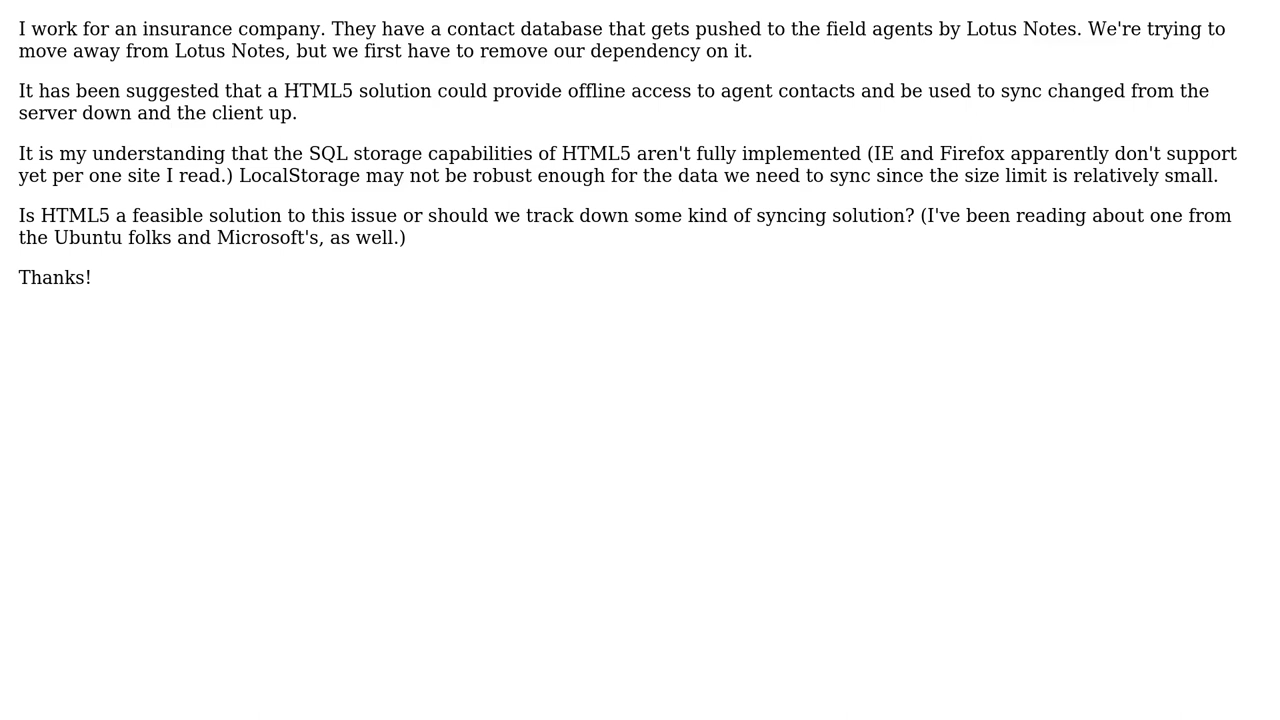 I work for an insurance company. They have a contact database that gets pushed to the field agents by Lotus Notes. We're trying to
move away from Lotus Notes, but we first have to remove our dependency on it.
It has been suggested that a HTML5 solution could provide offline access to agent contacts and be used to sync changed from the
server down and the client up.
It is my understanding that the SQL storage capabilities of HTML5 aren't fully implemented (IE and Firefox apparently don't support
yet per one site I read.) LocalStorage may not be robust enough for the data we need to sync since the size limit is relatively small.
Is HTML5 a feasible solution to this issue or should we track down some kind of syncing solution? (I've been reading about one from
the Ubuntu folks and Microsoft's, as well.)
Thanks!